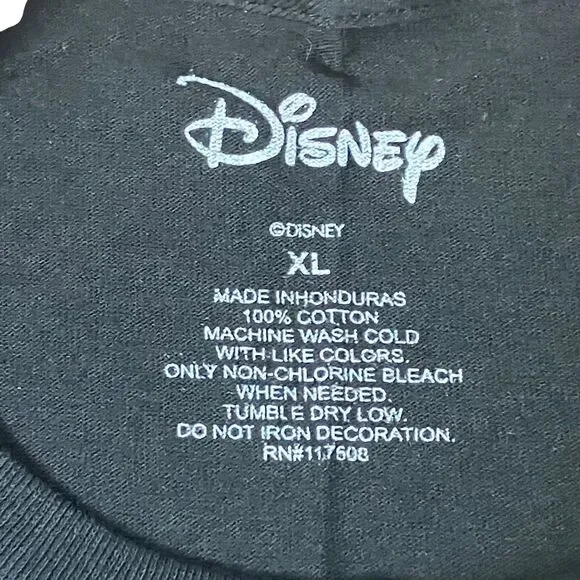 Disney
©DISNEY
XL
MADE INHONDURAS
100% COTTON
MACHINE WASH COLD
WITH LIKE COLORS.
ONLY NON-CHLORINE BLEACH
WHEN NEEDED.
TUMBLE DRY LOW.
DO NOT IRON DECORATION.
RN#117608